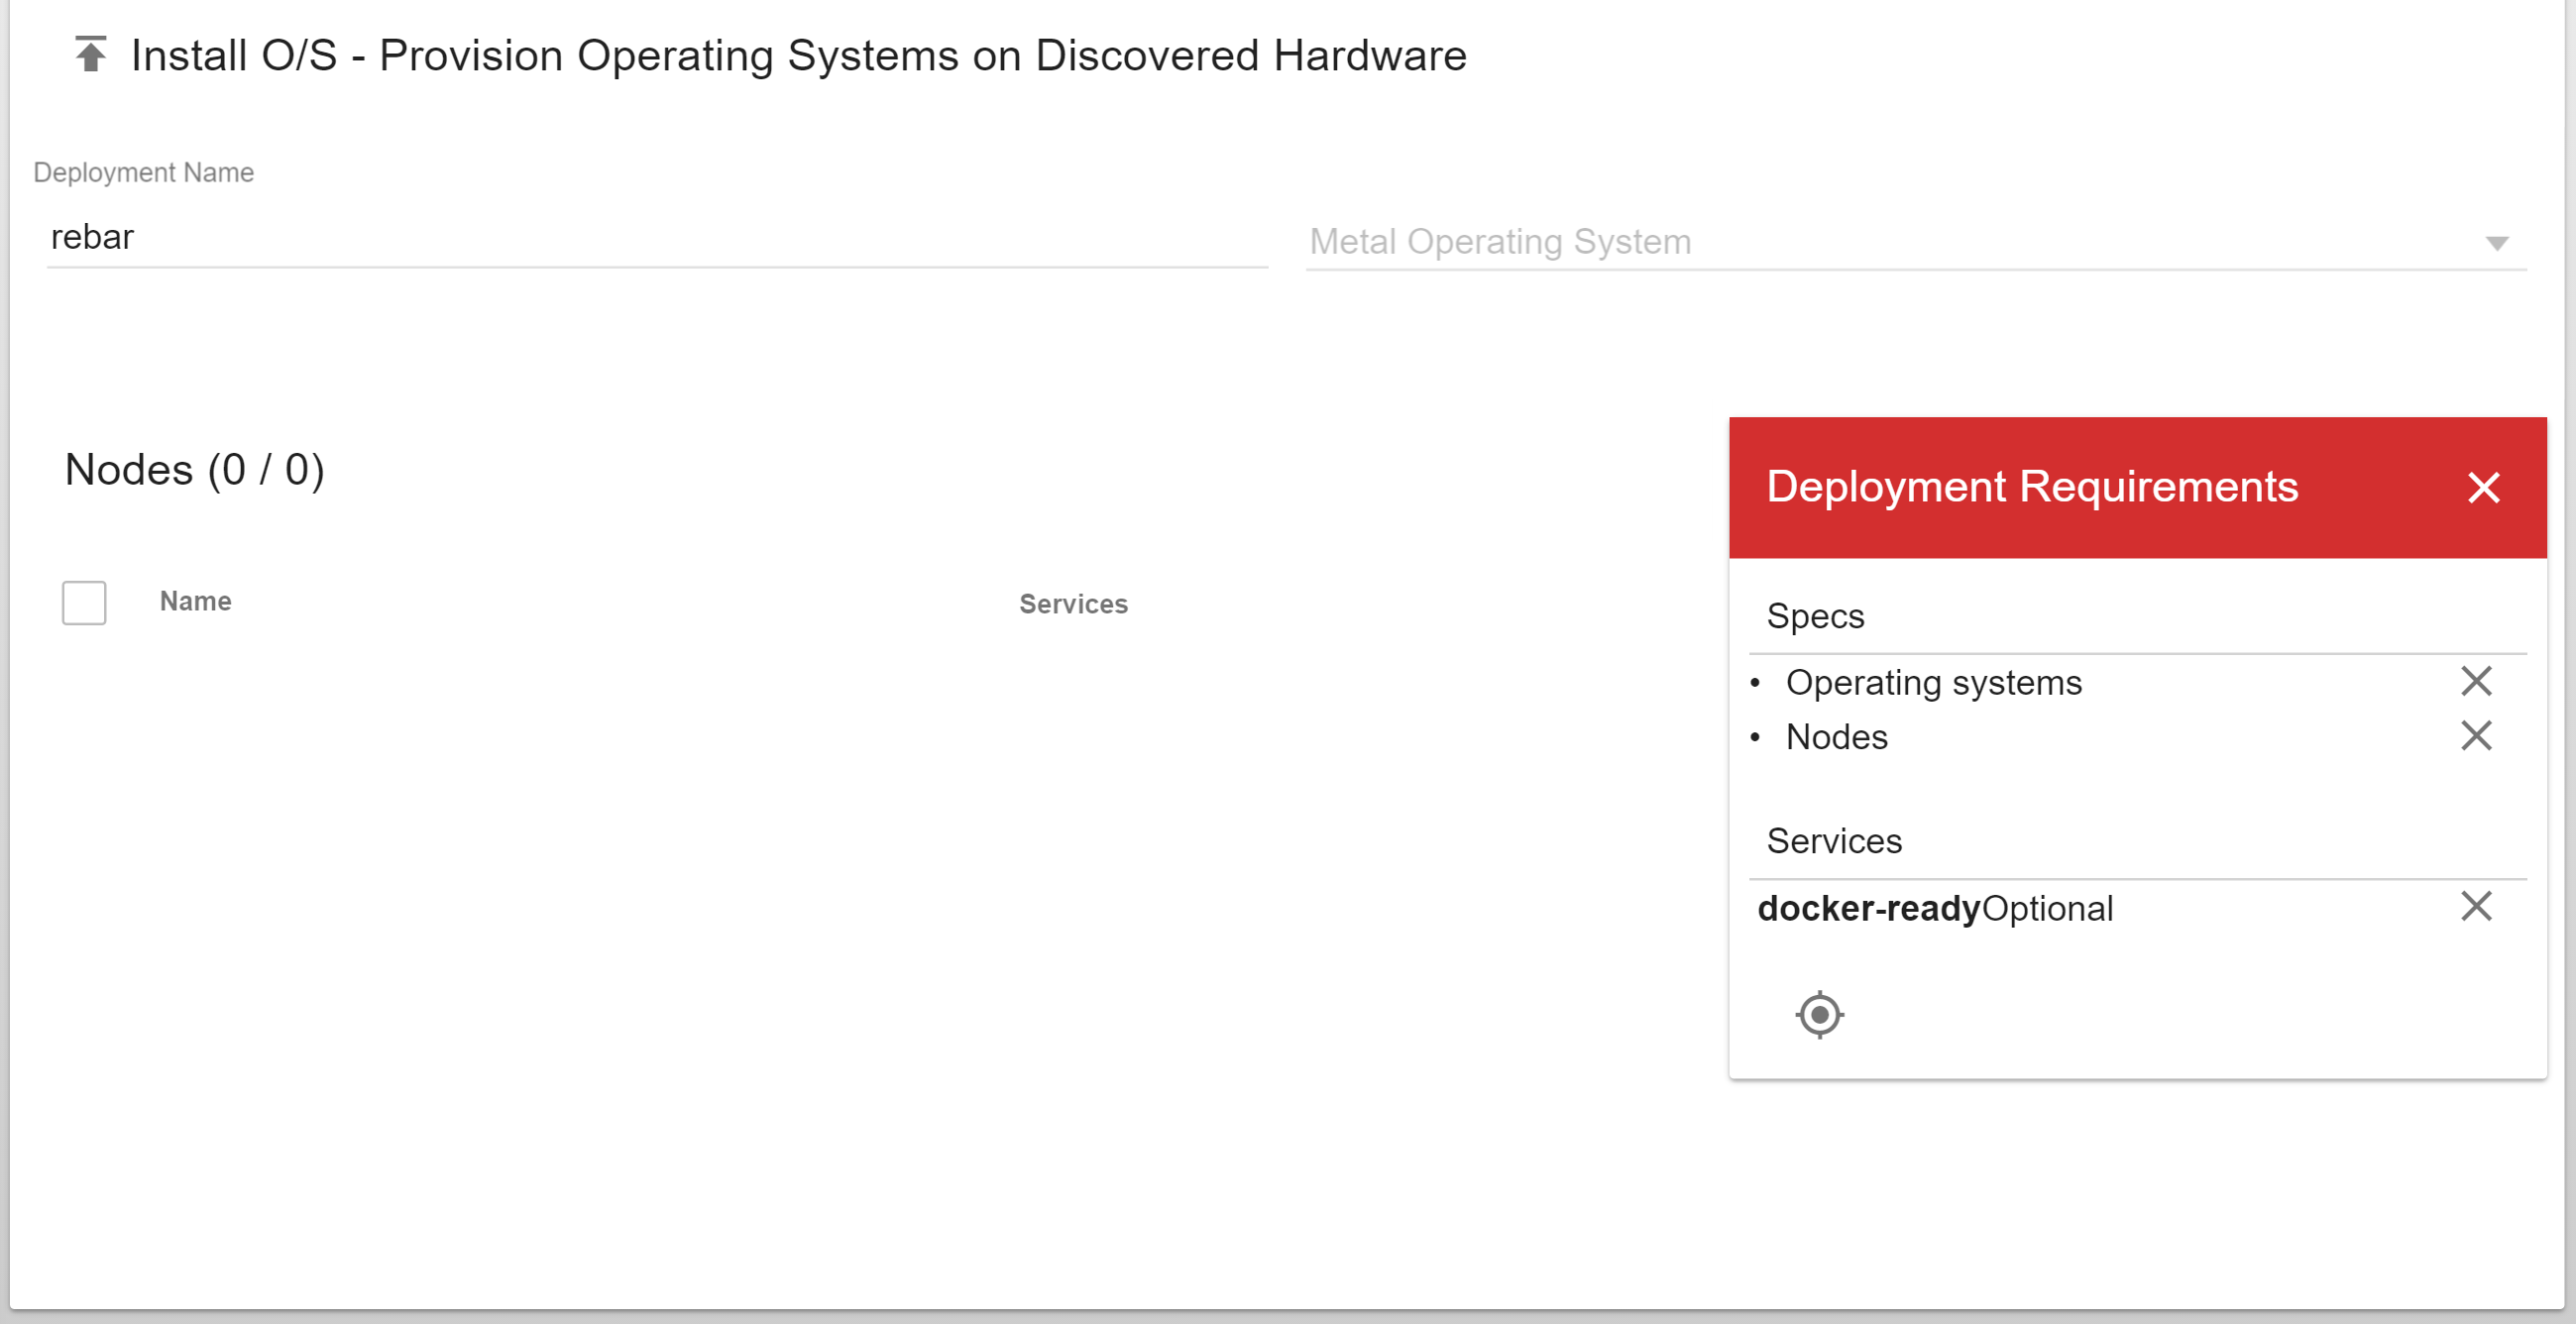 Install O/S - Provision Operating Systems on Discovered Hardware
Deployment Name
rebar
Metal Operating System
Nodes (0 / 0)
Name
Services
Deployment Requirements
Specs
• Operating systems
• Nodes
Services
docker-readyOptional